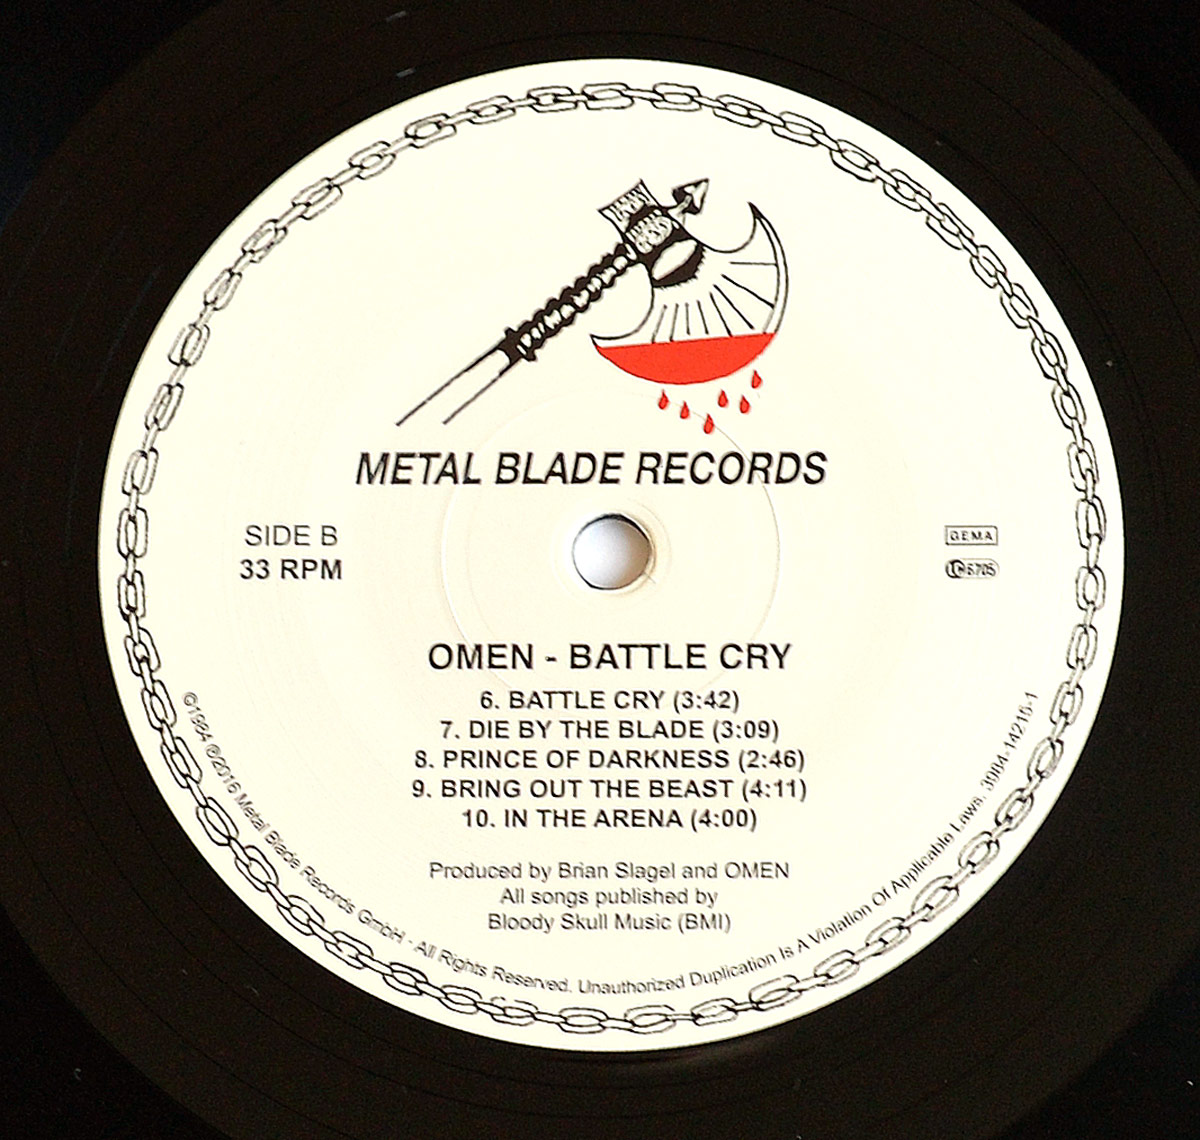 METAL BLADE RECORDS
SIDE B
33 RPM
GEMA
LC 6705
OMEN - BATTLE CRY
6. BATTLE CRY (3:42)
7. DIE BY THE BLADE (3:09)
8. PRINCE OF DARKNESS (2:46)
9. BRING OUT THE BEAST (4:11)
10. IN THE ARENA (4:00)
Produced by Brian Slagel and OMEN
All songs published by
Bloody Skull Music (BMI)
©1984 ℗2016 Metal Blade Records GmbH - All Rights Reserved. Unauthorized Duplication Is A Violation Of Applicable Laws. 3984-14215-1